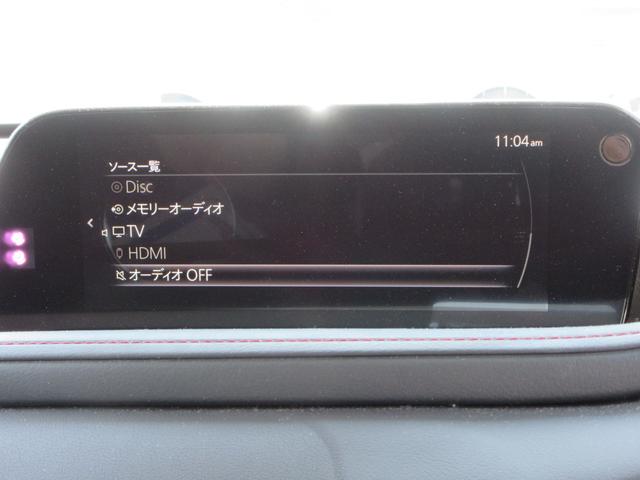 11:04am
ソース一覧
Disc
メモリーオーディオ
TV
HDMI
オーディオ OFF